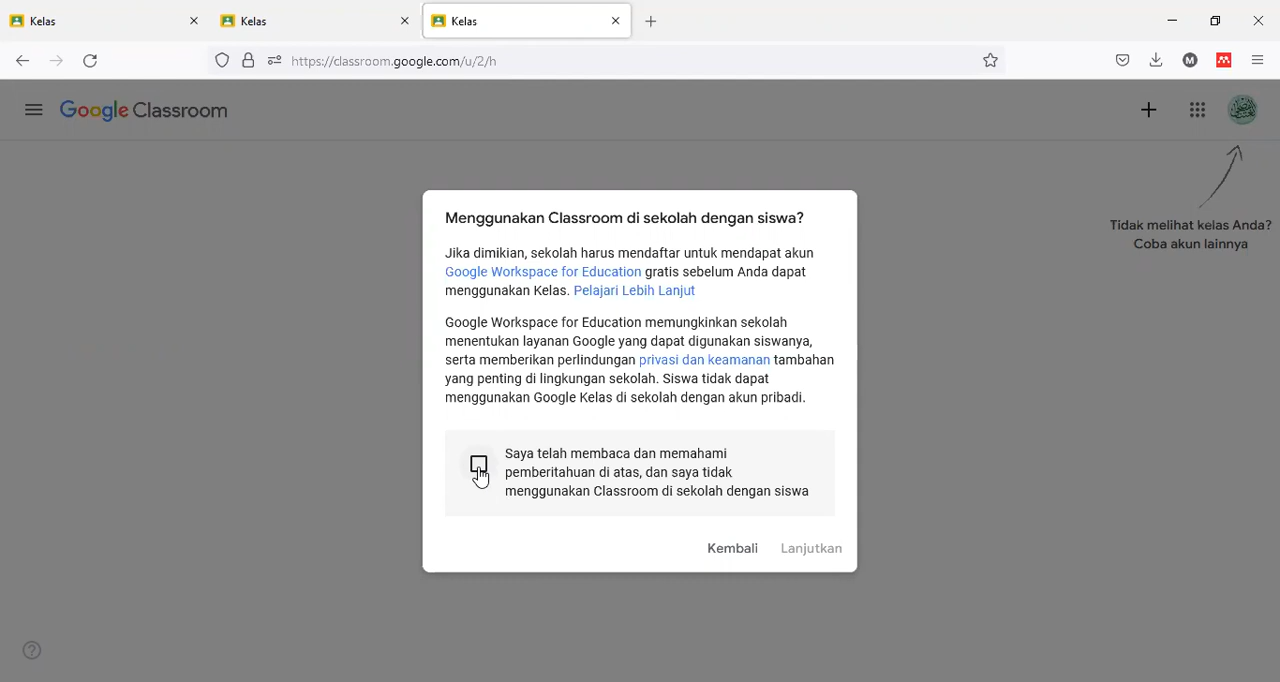 Kelas
Kelas
Kelas
https://classroom.google.com/u/2/h
M
Google Classroom
Tidak melihat kelas Anda?
Coba akun lainnya
Menggunakan Classroom di sekolah dengan siswa?
Jika dimikian, sekolah harus mendaftar untuk mendapat akun
Google Workspace for Education gratis sebelum Anda dapat
menggunakan Kelas. Pelajari Lebih Lanjut
Google Workspace for Education memungkinkan sekolah
menentukan layanan Google yang dapat digunakan siswanya,
serta memberikan perlindungan privasi dan keamanan tambahan
yang penting di lingkungan sekolah. Siswa tidak dapat
menggunakan Google Kelas di sekolah dengan akun pribadi.
Saya telah membaca dan memahami
pemberitahuan di atas, dan saya tidak
menggunakan Classroom di sekolah dengan siswa
Kembali Lanjutkan